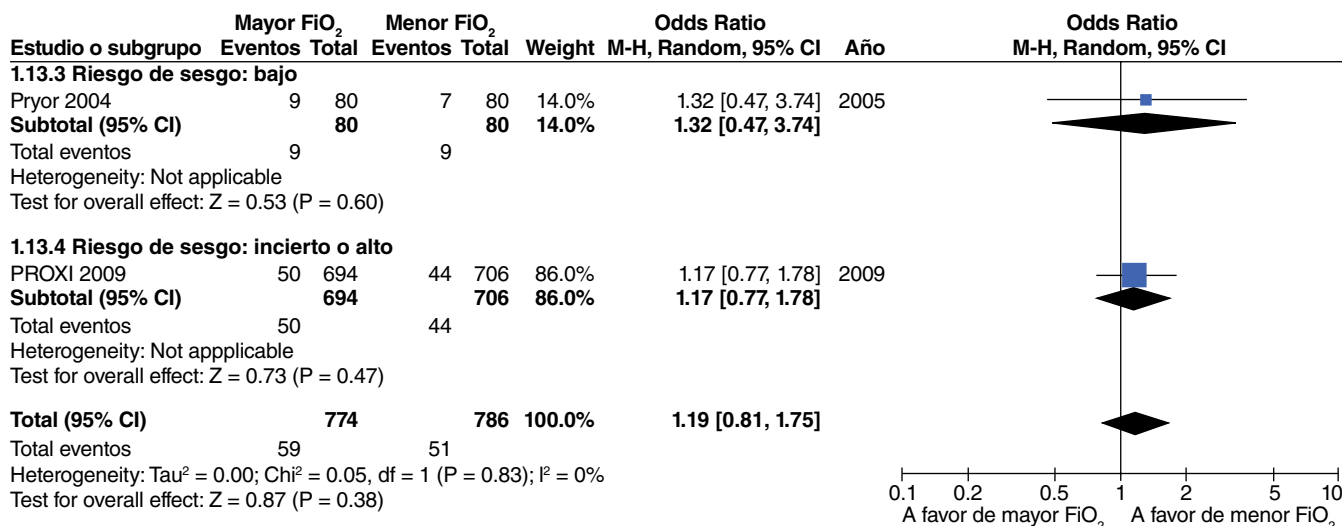 Mayor FiO₂ Menor FiO₂ Odds Ratio Odds Ratio
Estudio o subgrupo Eventos Total Eventos Total Weight M-H, Random, 95% CI Año M-H, Random, 95% CI
1.13.3 Riesgo de sesgo: bajo
Pryor 2004 9 80 7 80 14.0% 1.32 [0.47, 3.74] 2005
Subtotal (95% CI) 80 80 14.0% 1.32 [0.47, 3.74]
Total eventos 9 9
Heterogeneity: Not applicable
Test for overall effect: Z = 0.53 (P = 0.60)
1.13.4 Riesgo de sesgo: incierto o alto
PROXI 2009 50 694 44 706 86.0% 1.17 [0.77, 1.78] 2009
Subtotal (95% CI) 694 706 86.0% 1.17 [0.77, 1.78]
Total eventos 50 44
Heterogeneity: Not appplicable
Test for overall effect: Z = 0.73 (P = 0.47)
Total (95% CI) 774 786 100.0% 1.19 [0.81, 1.75]
Total eventos 59 51
Heterogeneity: Tau² = 0.00; Chi² = 0.05, df = 1 (P = 0.83); I² = 0%
Test for overall effect: Z = 0.87 (P = 0.38)
0.1 0.2 0.5 1 2 5 10
A favor de mayor FiO₂ A favor de menor FiO₂